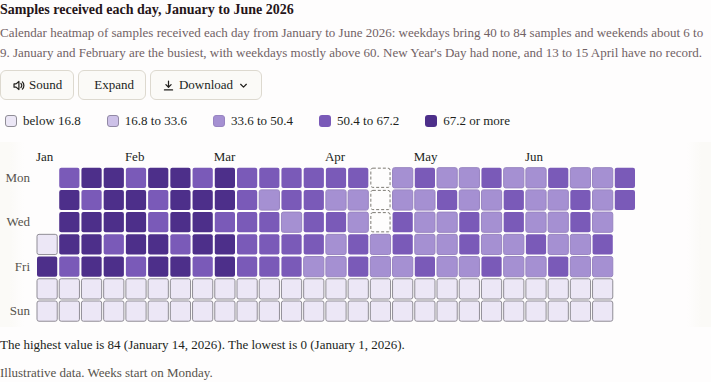 Samples received each day, January to June 2026
Calendar heatmap of samples received each day from January to June 2026: weekdays bring 40 to 84 samples and weekends about 6 to
9. January and February are the busiest, with weekdays mostly above 60. New Year's Day had none, and 13 to 15 April have no record.
Sound Expand Download
below 16.8 16.8 to 33.6 33.6 to 50.4 50.4 to 67.2 67.2 or more
Jan Feb Mar Apr May Jun
Mon
Wed
Fri
Sun
The highest value is 84 (January 14, 2026). The lowest is 0 (January 1, 2026).
Illustrative data. Weeks start on Monday.